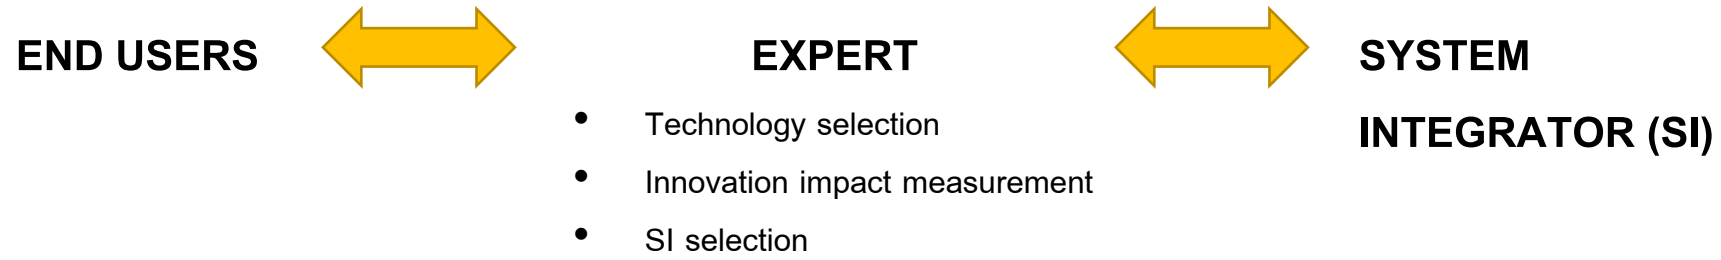 END USERS
EXPERT
SYSTEM
INTEGRATOR (SI)
• Technology selection
• Innovation impact measurement
• SI selection